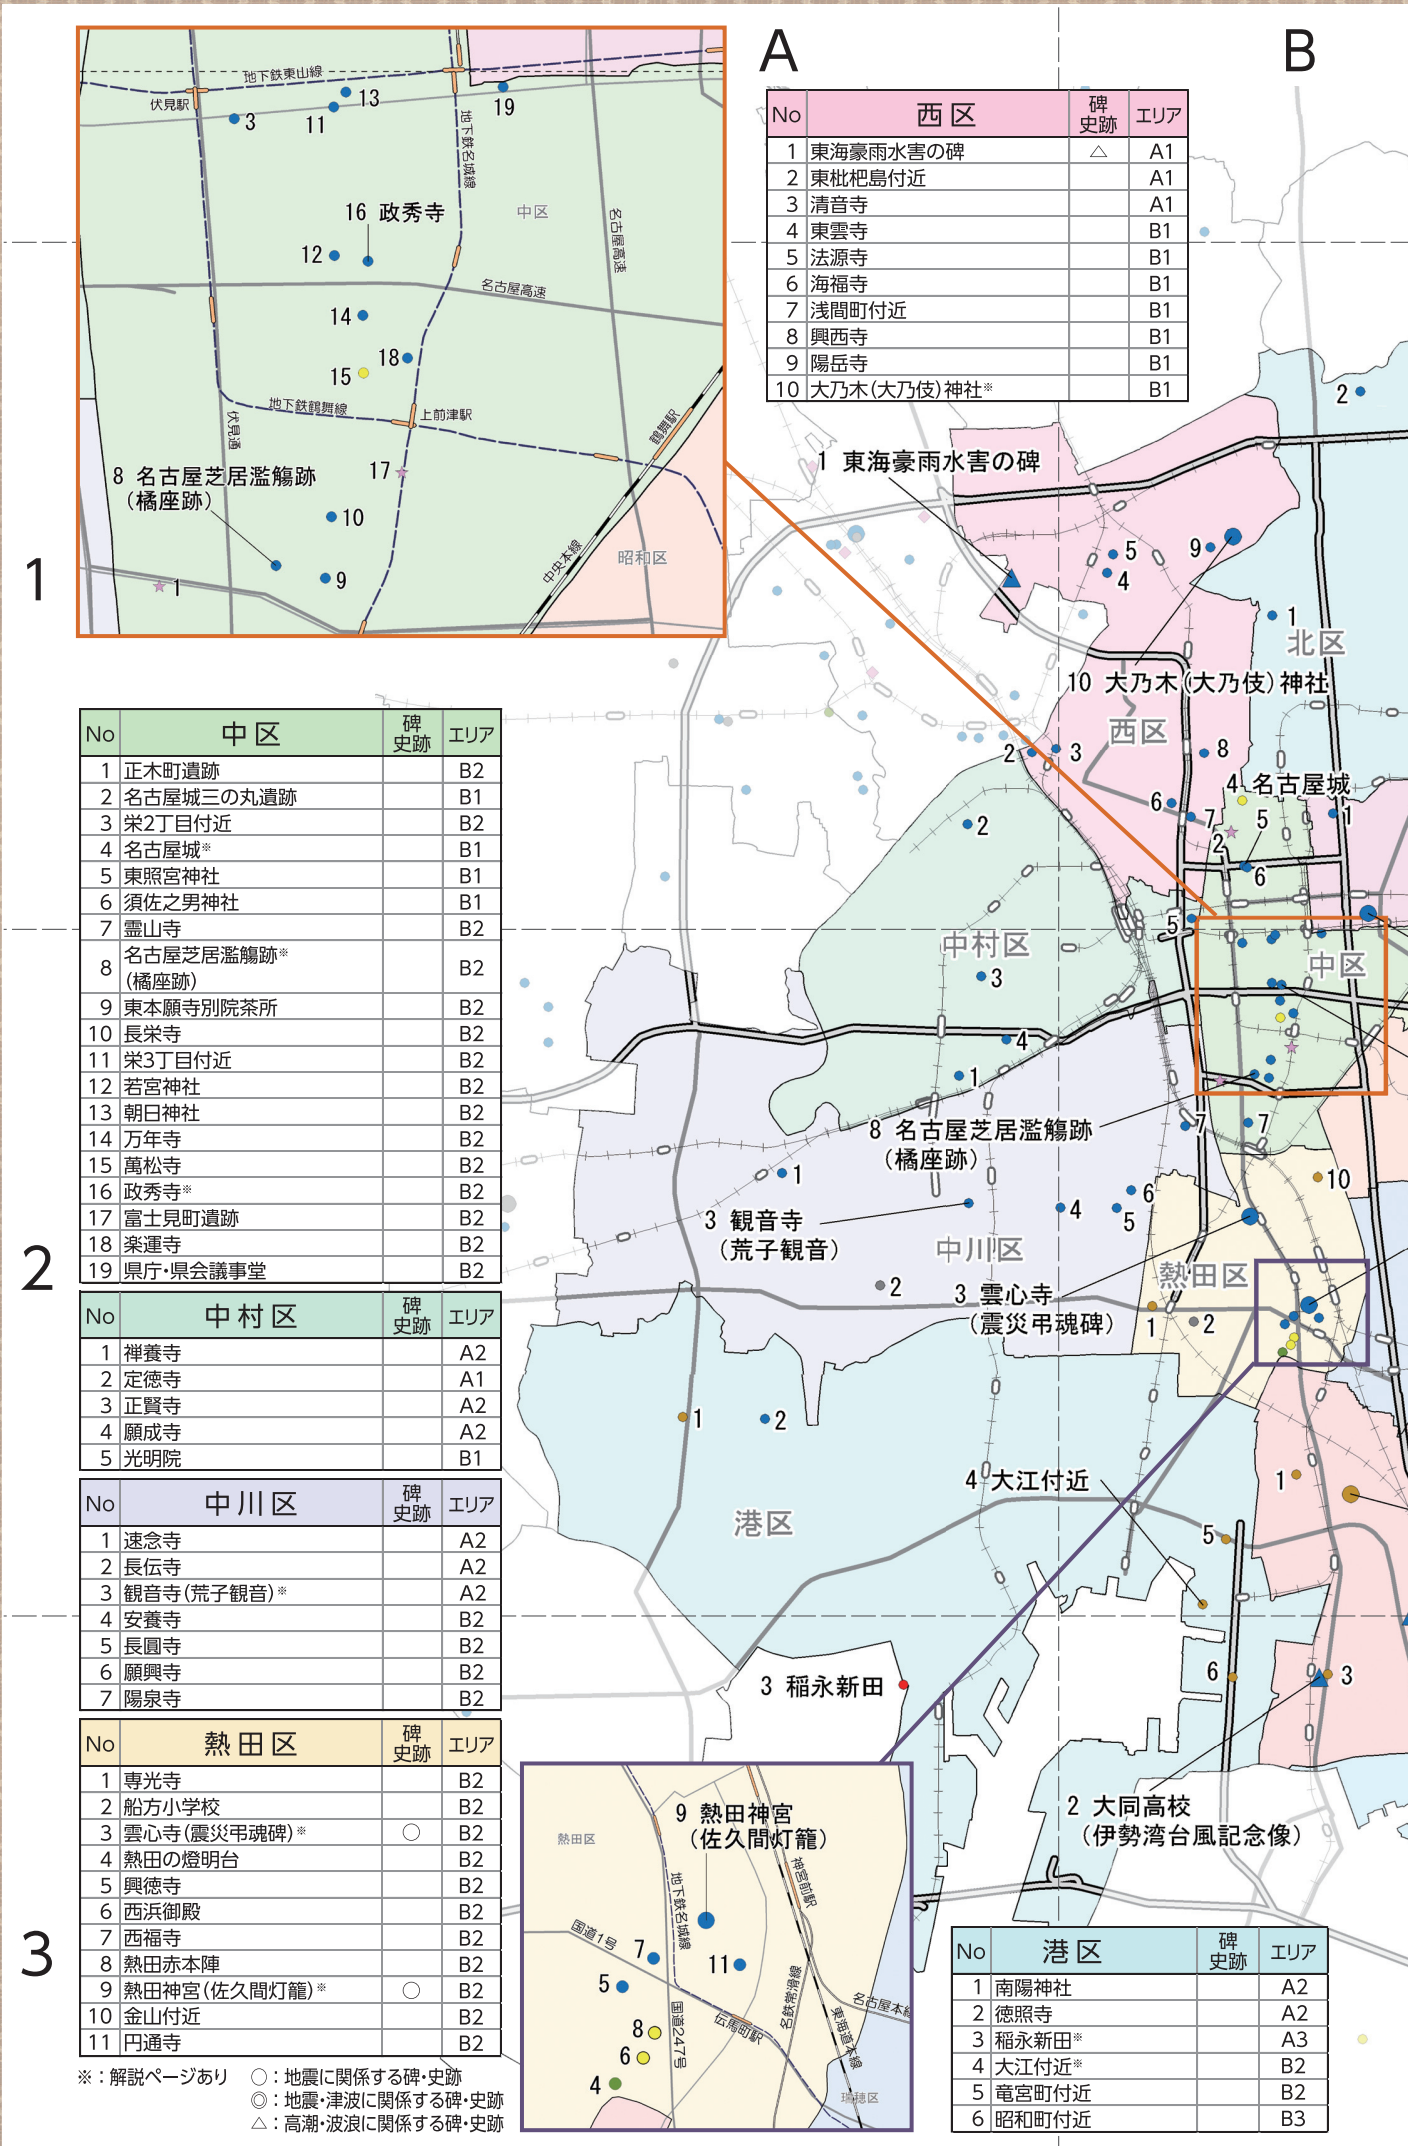 A
B
1
2
3
地下鉄東山線
伏見駅
3
11
13
19
地下鉄名城線
16 政秀寺
中区
名古屋高速
12
名古屋高速
14
18
15
地下鉄鶴舞線
上前津駅
伏見通
鶴舞駅
17
8 名古屋芝居濫觴跡
(橘座跡)
10
9
1
中央本線
昭和区
No 西区 碑史跡 エリア
1 東海豪雨水害の碑 △ A1
2 東枇杷島付近 A1
3 清音寺 A1
4 東雲寺 B1
5 法源寺 B1
6 海福寺 B1
7 浅間町付近 B1
8 興西寺 B1
9 陽岳寺 B1
10 大乃木(大乃伎)神社※ B1
2
1 東海豪雨水害の碑
5
4
9
1
北区
10 大乃木(大乃伎)神社
西区
2
3
8
4 名古屋城
6
7
2
5
1
6
2
5
中村区
中区
3
4
1
8 名古屋芝居濫觴跡
(橘座跡)
7
7
1
10
3 観音寺
(荒子観音)
4
6
5
中川区
熱田区
2
3 雲心寺
(震災弔魂碑)
1
2
1
2
4 大江付近
1
港区
5
3 稲永新田
6
3
2 大同高校
(伊勢湾台風記念像)
No 中区 碑史跡 エリア
1 正木町遺跡 B2
2 名古屋城三の丸遺跡 B1
3 栄2丁目付近 B2
4 名古屋城※ B1
5 東照宮神社 B1
6 須佐之男神社 B1
7 霊山寺 B2
8 名古屋芝居濫觴跡※
(橘座跡) B2
9 東本願寺別院茶所 B2
10 長栄寺 B2
11 栄3丁目付近 B2
12 若宮神社 B2
13 朝日神社 B2
14 万年寺 B2
15 萬松寺 B2
16 政秀寺※ B2
17 富士見町遺跡 B2
18 楽運寺 B2
19 県庁・県会議事堂 B2
No 中村区 碑史跡 エリア
1 禅養寺 A2
2 定徳寺 A1
3 正賢寺 A2
4 願成寺 A2
5 光明院 B1
No 中川区 碑史跡 エリア
1 速念寺 A2
2 長伝寺 A2
3 観音寺(荒子観音)※ A2
4 安養寺 B2
5 長圓寺 B2
6 願興寺 B2
7 陽泉寺 B2
No 熱田区 碑史跡 エリア
1 専光寺 B2
2 船方小学校 B2
3 雲心寺(震災弔魂碑)※ ○ B2
4 熱田の燈明台 B2
5 興徳寺 B2
6 西浜御殿 B2
7 西福寺 B2
8 熱田赤本陣 B2
9 熱田神宮(佐久間灯籠)※ ○ B2
10 金山付近 B2
11 円通寺 B2
※：解説ページあり ○：地震に関係する碑・史跡
◎：地震・津波に関係する碑・史跡
△：高潮・波浪に関係する碑・史跡
9 熱田神宮
(佐久間灯籠)
熱田区
地下鉄名城線
神宮前駅
国道1号
7
5
11
8
6
4
国道247号
伝馬町駅
名鉄常滑線
東海道本線
名古屋本線
瑞穂区
No 港区 碑史跡 エリア
1 南陽神社 A2
2 徳照寺 A2
3 稲永新田※ A3
4 大江付近※ B2
5 竜宮町付近 B2
6 昭和町付近 B3